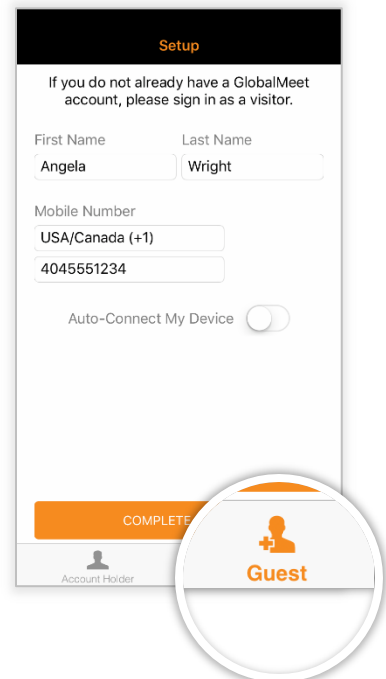 Setup
If you do not already have a GlobalMeet
account, please sign in as a visitor.
First Name Last Name
Angela Wright
Mobile Number
USA/Canada (+1)
4045551234
Auto-Connect My Device
COMPLETE
Account Holder
Guest